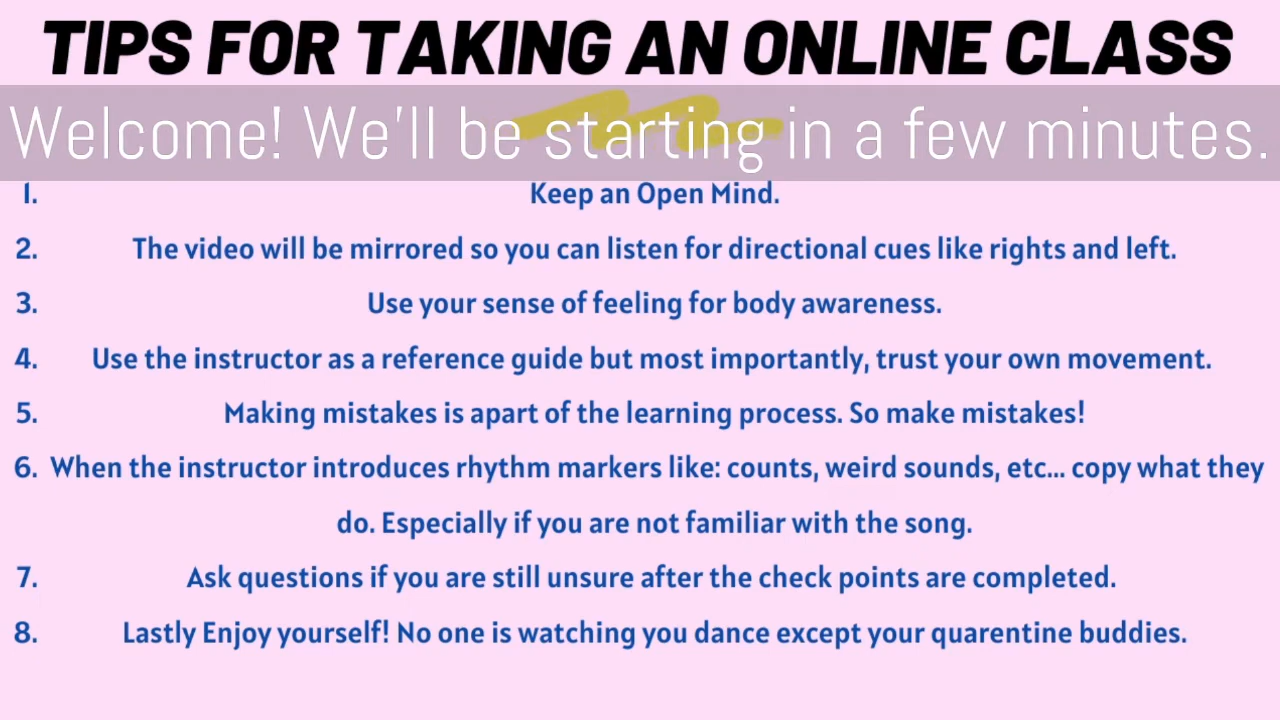 TIPS FOR TAKING AN ONLINE CLASS
Welcome! We'll be starting in a few minutes.
1. Keep an Open Mind.
2. The video will be mirrored so you can listen for directional cues like rights and left.
3. Use your sense of feeling for body awareness.
4. Use the instructor as a reference guide but most importantly, trust your own movement.
5. Making mistakes is apart of the learning process. So make mistakes!
6. When the instructor introduces rhythm markers like: counts, weird sounds, etc... copy what they
do. Especially if you are not familiar with the song.
7. Ask questions if you are still unsure after the check points are completed.
8. Lastly Enjoy yourself! No one is watching you dance except your quarentine buddies.